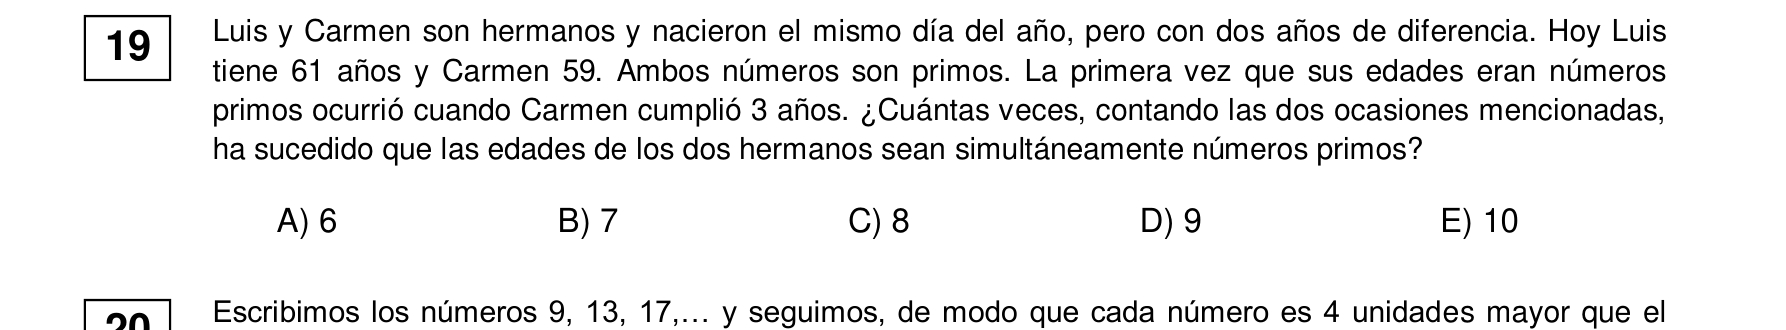 19
Luis y Carmen son hermanos y nacieron el mismo día del año, pero con dos años de diferencia. Hoy Luis
tiene 61 años y Carmen 59. Ambos números son primos. La primera vez que sus edades eran números
primos ocurrió cuando Carmen cumplió 3 años. ¿Cuántas veces, contando las dos ocasiones mencionadas,
ha sucedido que las edades de los dos hermanos sean simultáneamente números primos?
A) 6 B) 7 C) 8 D) 9 E) 10
20
Escribimos los números 9, 13, 17,… y seguimos, de modo que cada número es 4 unidades mayor que el